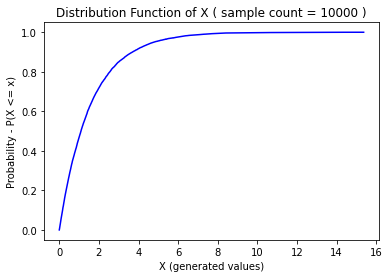 Distribution Function of X ( sample count = 10000 )
Probability - P(X <= x)
1.0
0.8
0.6
0.4
0.2
0.0
0 2 4 6 8 10 12 14 16
X (generated values)